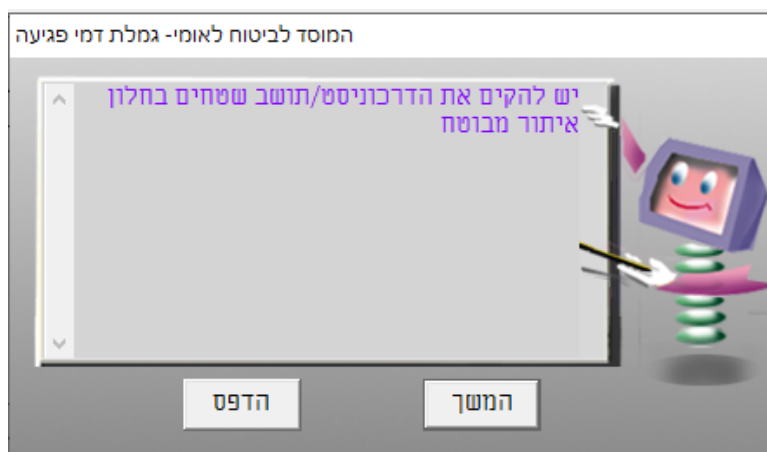 המוסד לביטוח לאומי- גמלת דמי פגיעה
יש להקים את הדרכוניסט/תושב שטחים בחלון
איתור מבוטח
המשך
הדפס